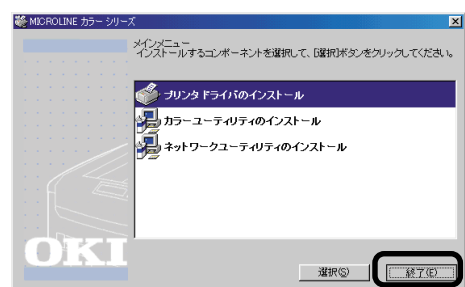 MICROLINE カラー シリーズ
メインメニュー
インストールするコンポーネントを選択して、[選択]ボタンをクリックしてください。
プリンタ ドライバのインストール
カラーユーティリティのインストール
ネットワークユーティリティのインストール
OKI
選択(S)
終了(E)